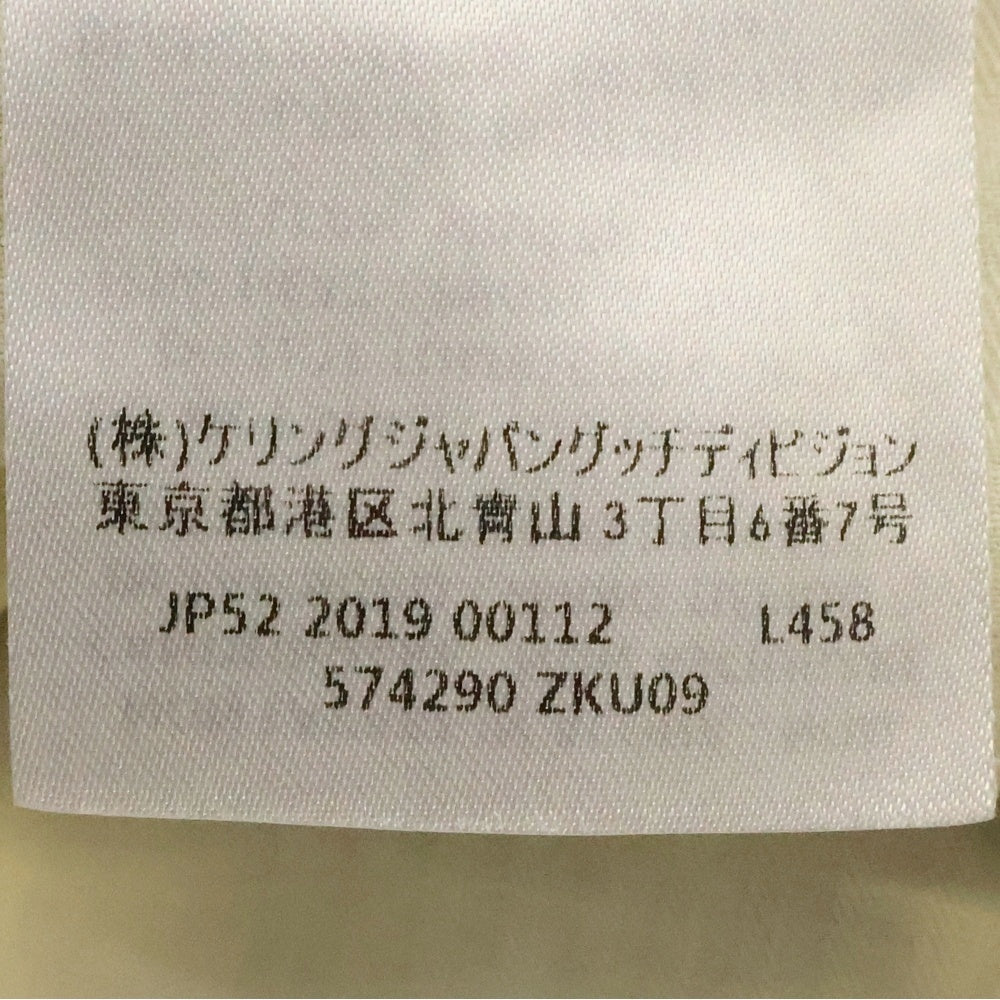 (株)ケリングジャパングッチディビジョン
東京都港区北青山3丁目6番7号
JP52 2019 00112 L458
574290 ZKU09